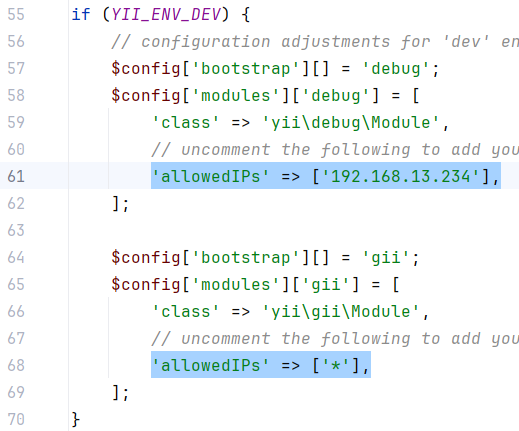 55 if (YII_ENV_DEV) {
56 // configuration adjustments for 'dev' en
57 $config['bootstrap'][] = 'debug';
58 $config['modules']['debug'] = [
59 'class' => 'yii\debug\Module',
60 // uncomment the following to add you
61 'allowedIPs' => ['192.168.13.234'],
62 ];
63
64 $config['bootstrap'][] = 'gii';
65 $config['modules']['gii'] = [
66 'class' => 'yii\gii\Module',
67 // uncomment the following to add you
68 'allowedIPs' => ['*'],
69 ];
70 }